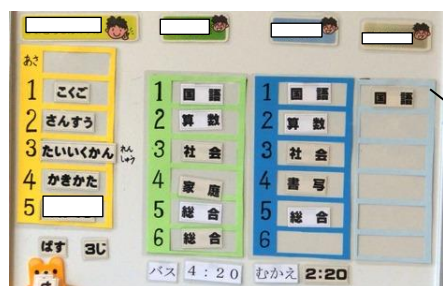 あさ
1 こくご
2 さんすう
3 たいいくかん れんしゅう
4 かきかた
5
ばす 3じ
1 国語
2 算数
3 社会
4 家庭
5 総合
6 総合
バス 4:20
1 国語
2 算数
3 社会
4 書写
5 総合
6
むかえ 2:20
国語